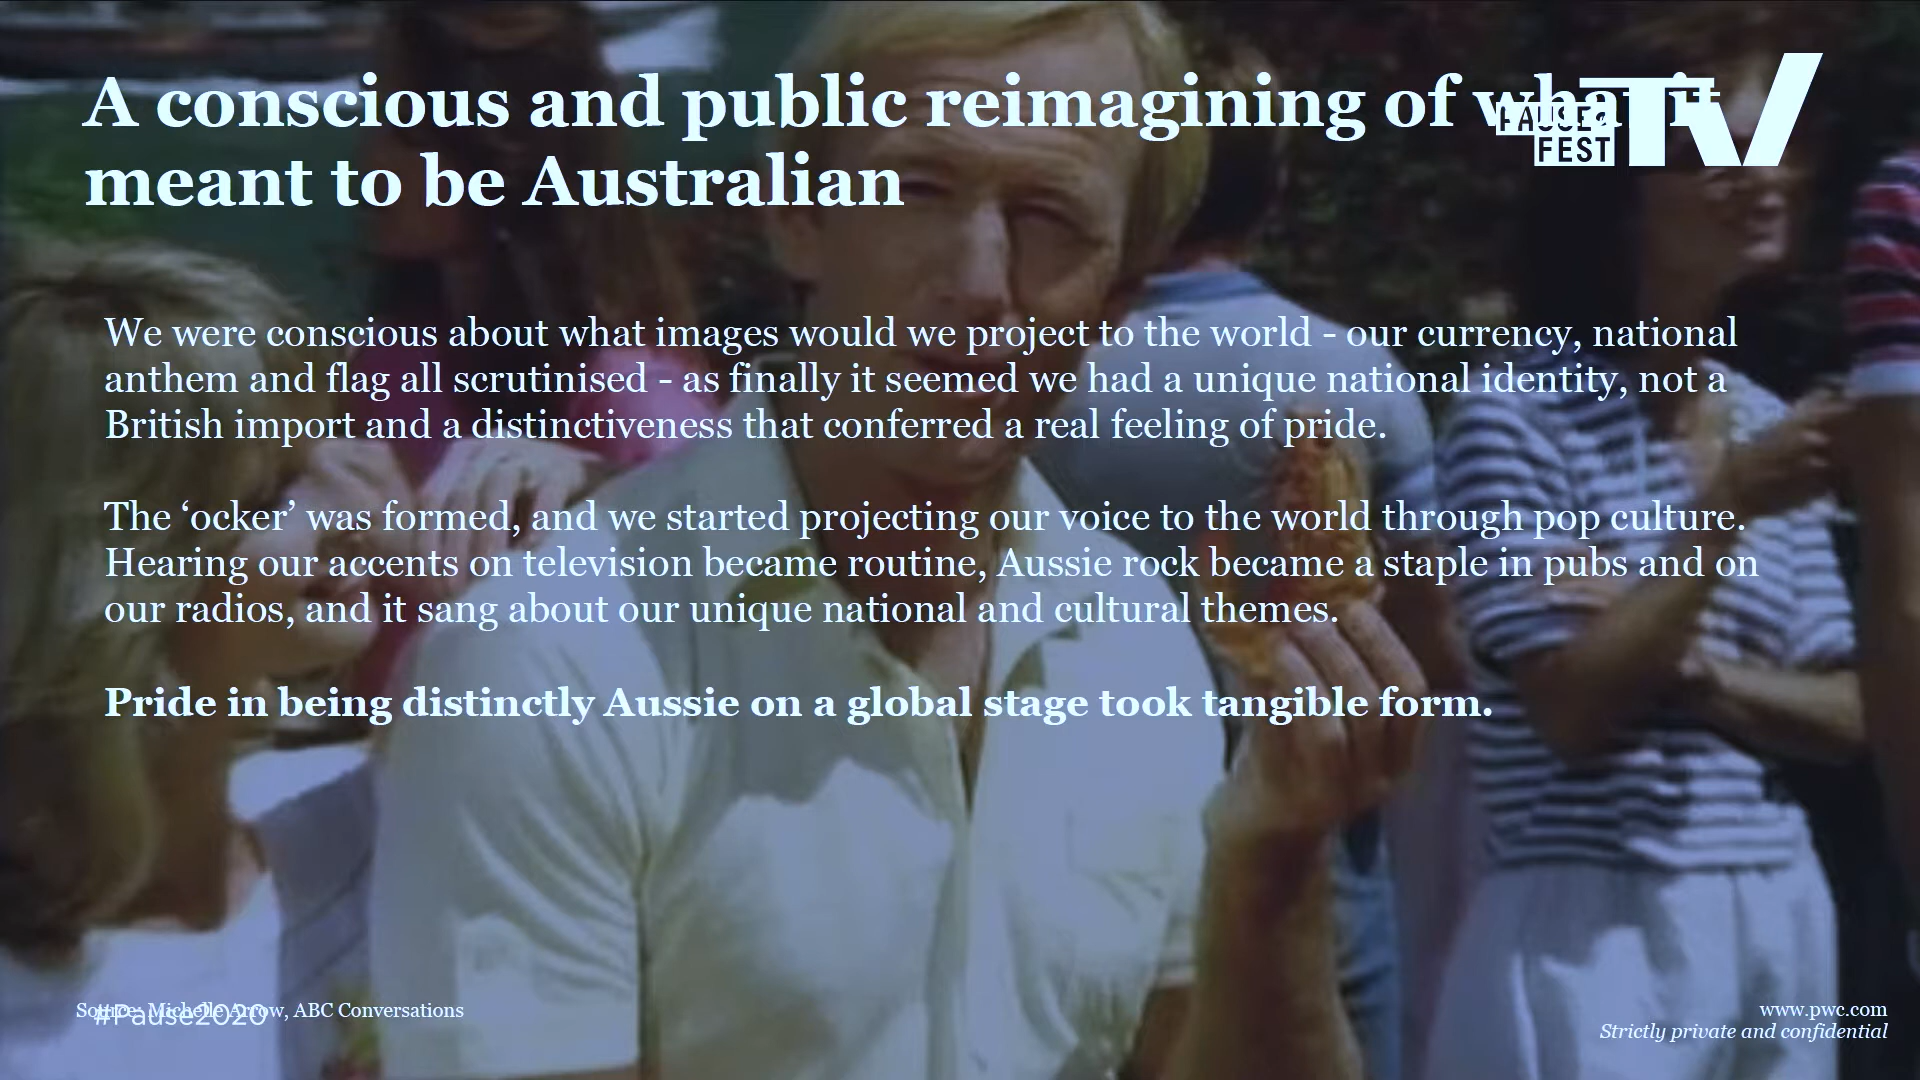 A conscious and public reimagining of what it
meant to be Australian
PAUSE
FEST
TV
We were conscious about what images would we project to the world - our currency, national
anthem and flag all scrutinised - as finally it seemed we had a unique national identity, not a
British import and a distinctiveness that conferred a real feeling of pride.
The ‘ocker’ was formed, and we started projecting our voice to the world through pop culture.
Hearing our accents on television became routine, Aussie rock became a staple in pubs and on
our radios, and it sang about our unique national and cultural themes.
Pride in being distinctly Aussie on a global stage took tangible form.
Source: Michelle Arrow, ABC Conversations
#Pause2020
www.pwc.com
Strictly private and confidential